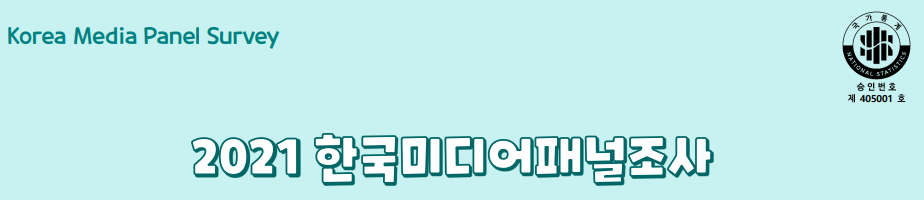 Korea Media Panel Survey
국가통계
NATIONAL STATISTICS
승인번호
제 405001 호
2021 한국미디어패널조사